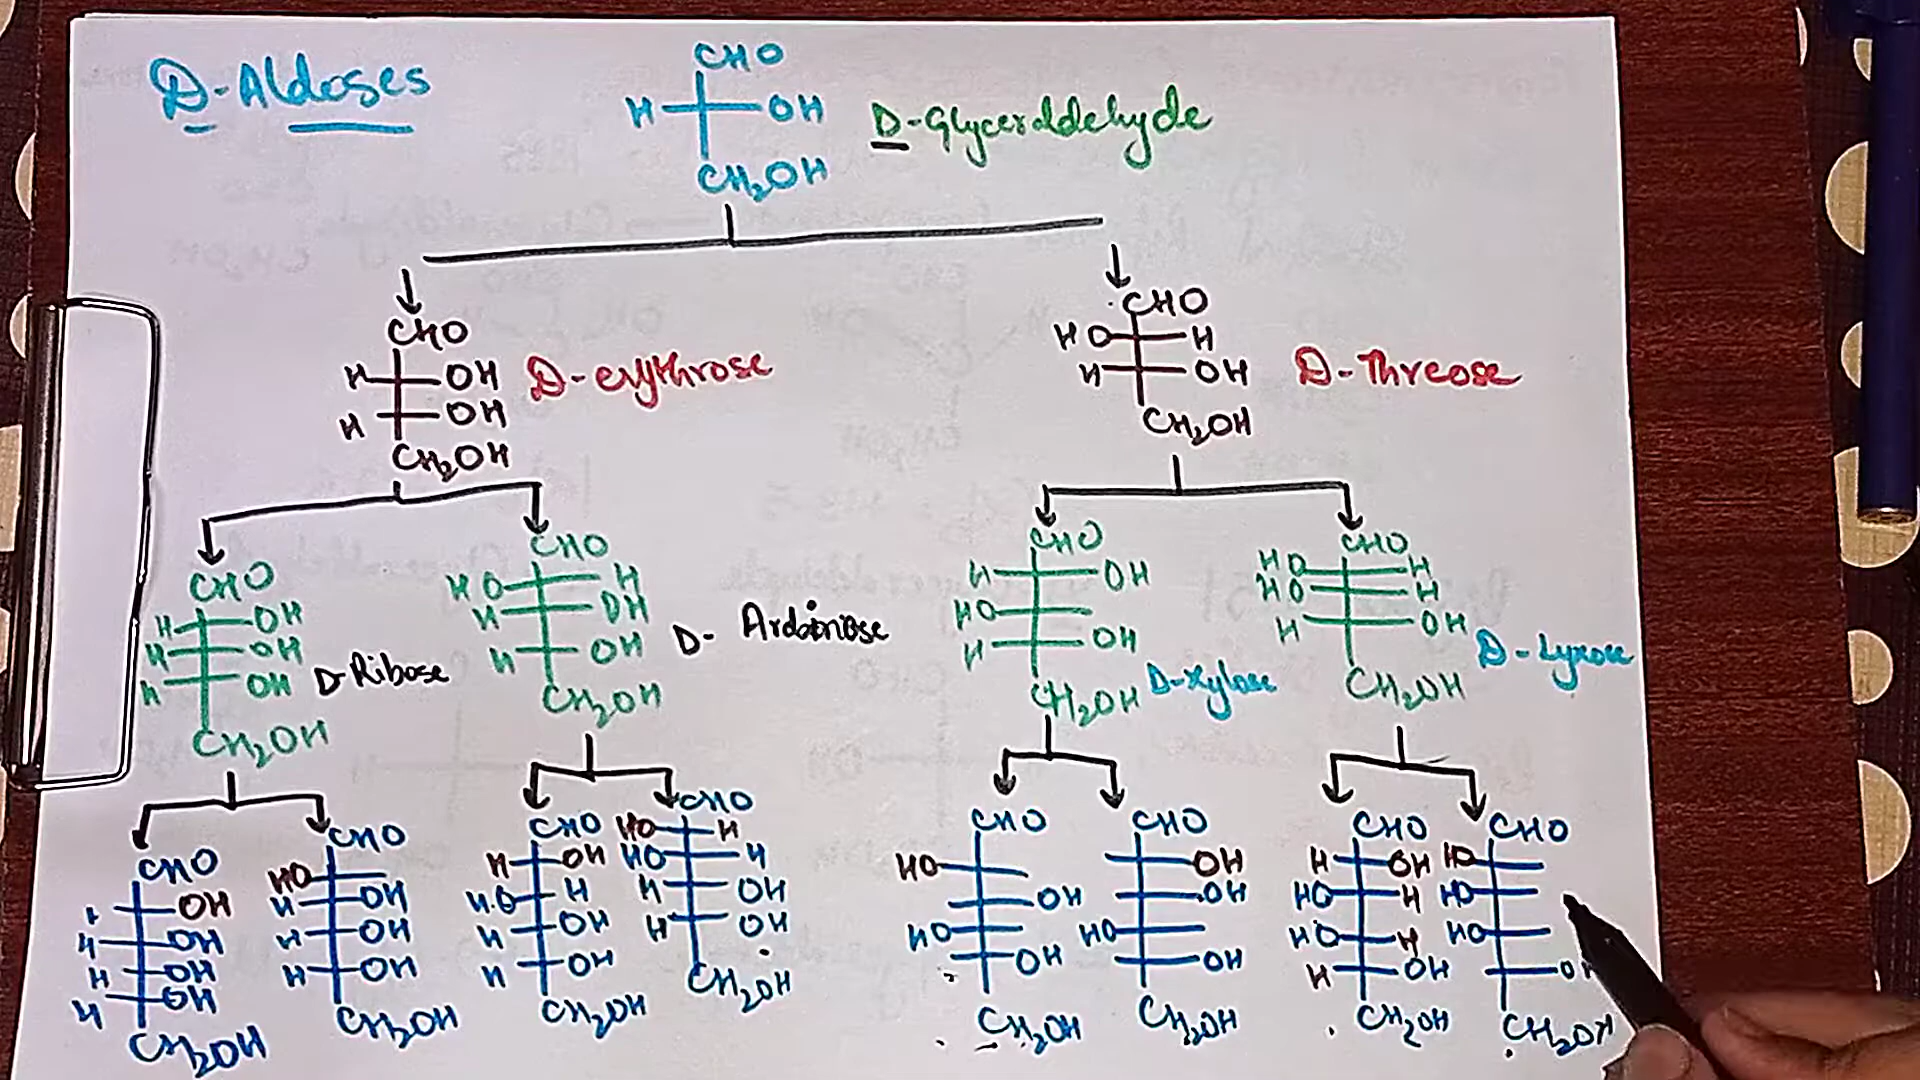 D-Aldoses
CHO
H OH
CH₂OH
D-Glyceraldehyde
CHO
H OH
H OH
CH₂OH
D-erythrose
CHO
HO H
H OH
CH₂OH
D-Threose
CHO
H OH
H OH
H OH
CH₂OH
D-Ribose
CHO
HO H
H OH
H OH
CH₂OH
D-
CHO
H OH
HO
H OH
CH₂OH
D-Xylose
CHO
HO H
HO H
H OH
CH₂OH
D-Lyxose
CHO
H OH
H OH
H OH
H OH
CH₂OH
CHO
HO
H OH
H OH
H OH
CH₂OH
CHO
H OH
HO H
H OH
H OH
CH₂OH
CHO
HO H
HO H
H OH
H OH
CH₂OH
CHO
HO
OH
HO
OH
CH₂OH
CHO
OH
OH
HO
OH
CH₂OH
CHO
H OH
HO H
HO H
H OH
CH₂OH
CHO
HO
HO
HO
OH
CH₂OH